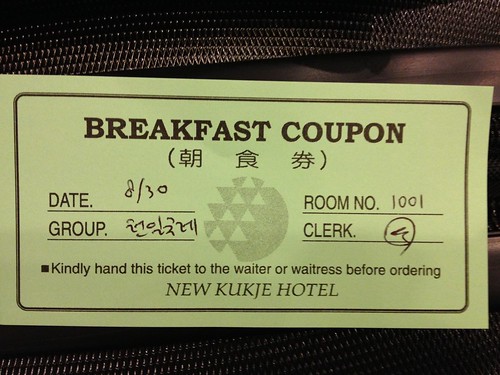 BREAKFAST COUPON
(朝食券)
DATE. 8/30
ROOM NO. 1001
GROUP. 천일국제
CLERK.
■Kindly hand this ticket to the waiter or waitress before ordering
NEW KUKJE HOTEL